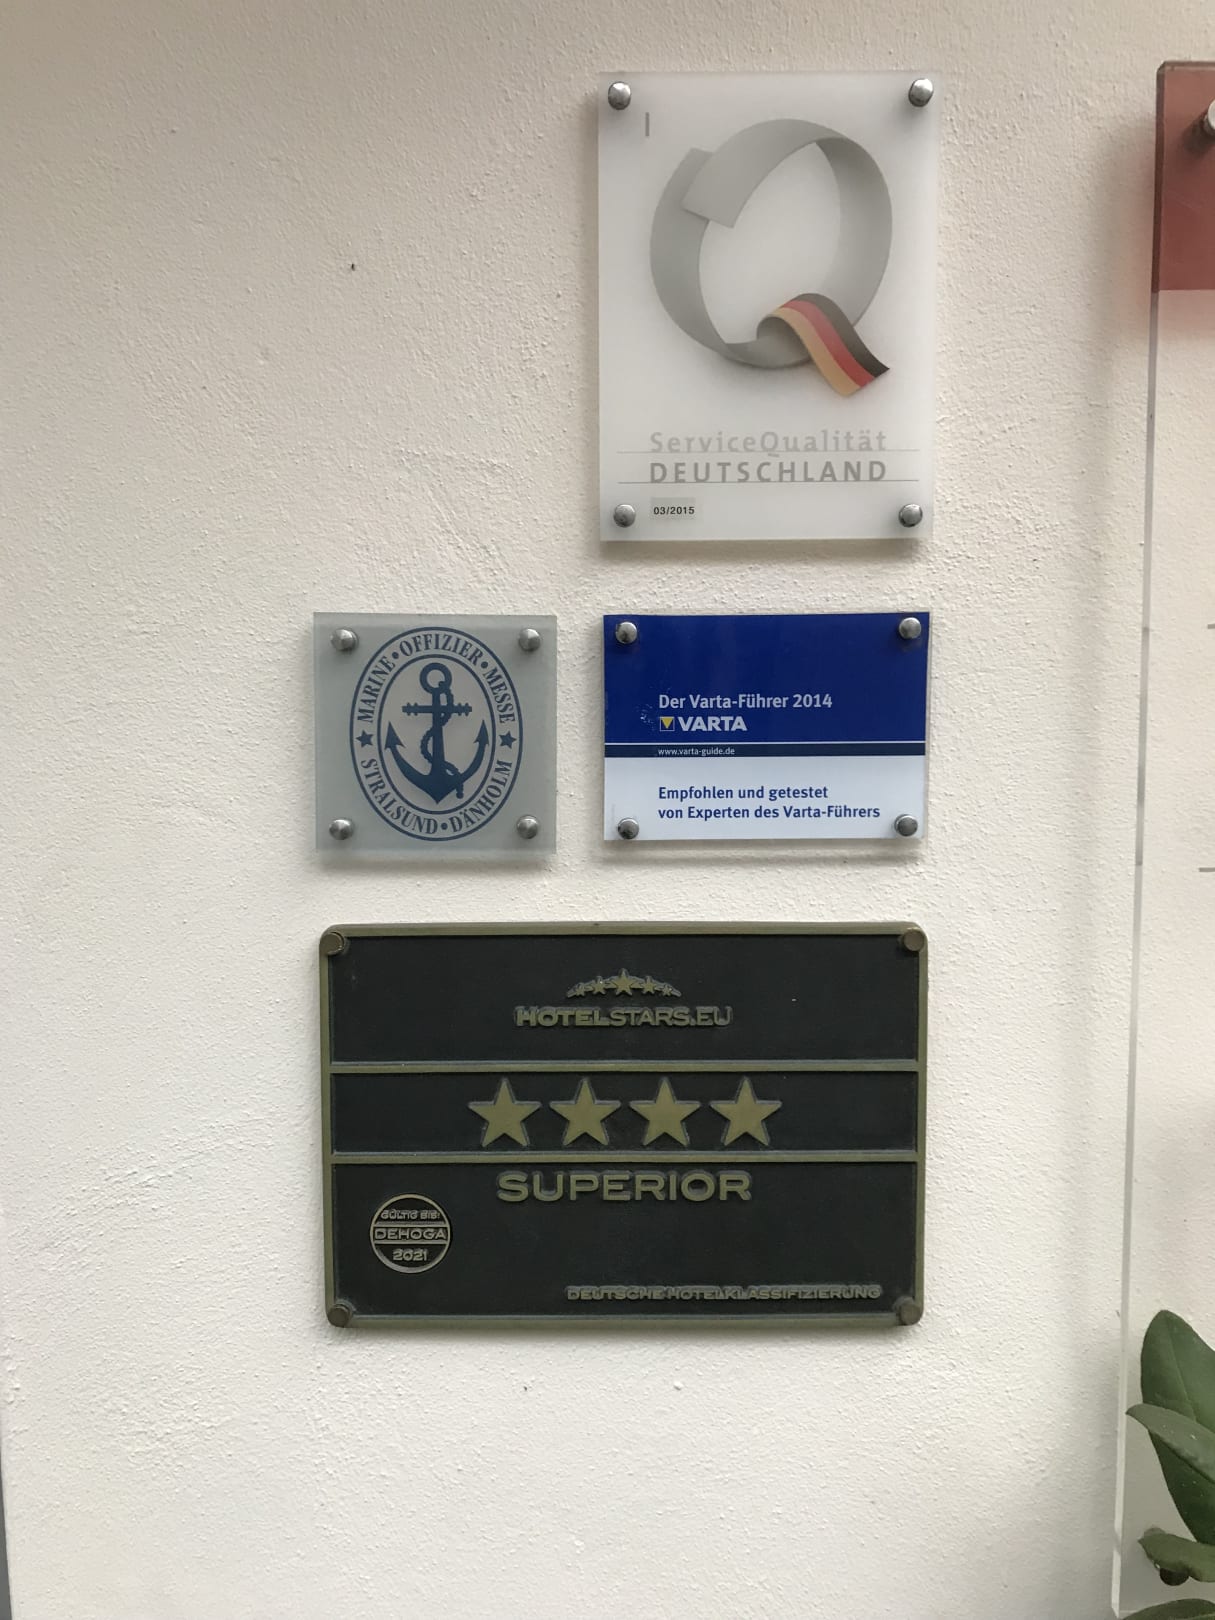 I
ServiceQualität
DEUTSCHLAND
03/2015
MARINE•OFFIZIER•MESSE
STRALSUND•DÄNHOLM
Der Varta-Führer 2014
VARTA
www.varta-guide.de
Empfohlen und getestet
von Experten des Varta-Führers
HOTELSTARS.EU
SUPERIOR
GÜLTIG BIS:
DEHOGA
2021
DEUTSCHE HOTELKLASSIFIZIERUNG